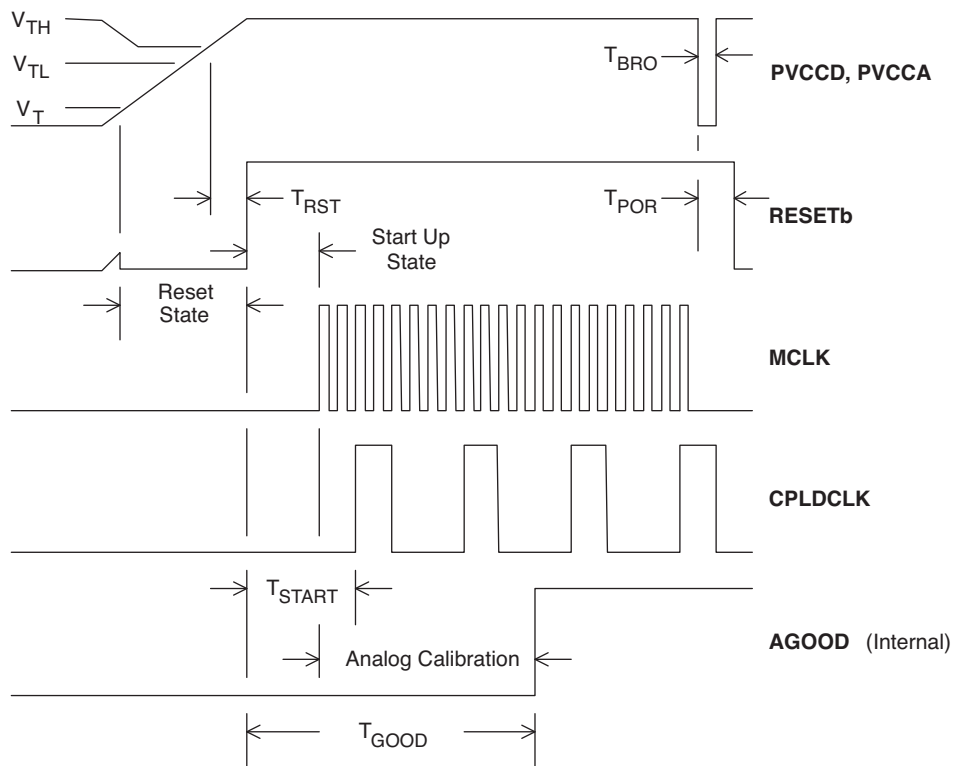 VTH
VTL
VT
TBRO
PVCCD, PVCCA
TRST
TPOR
RESETb
Start Up
State
Reset
State
MCLK
CPLDCLK
TSTART
AGOOD (Internal)
Analog Calibration
TGOOD